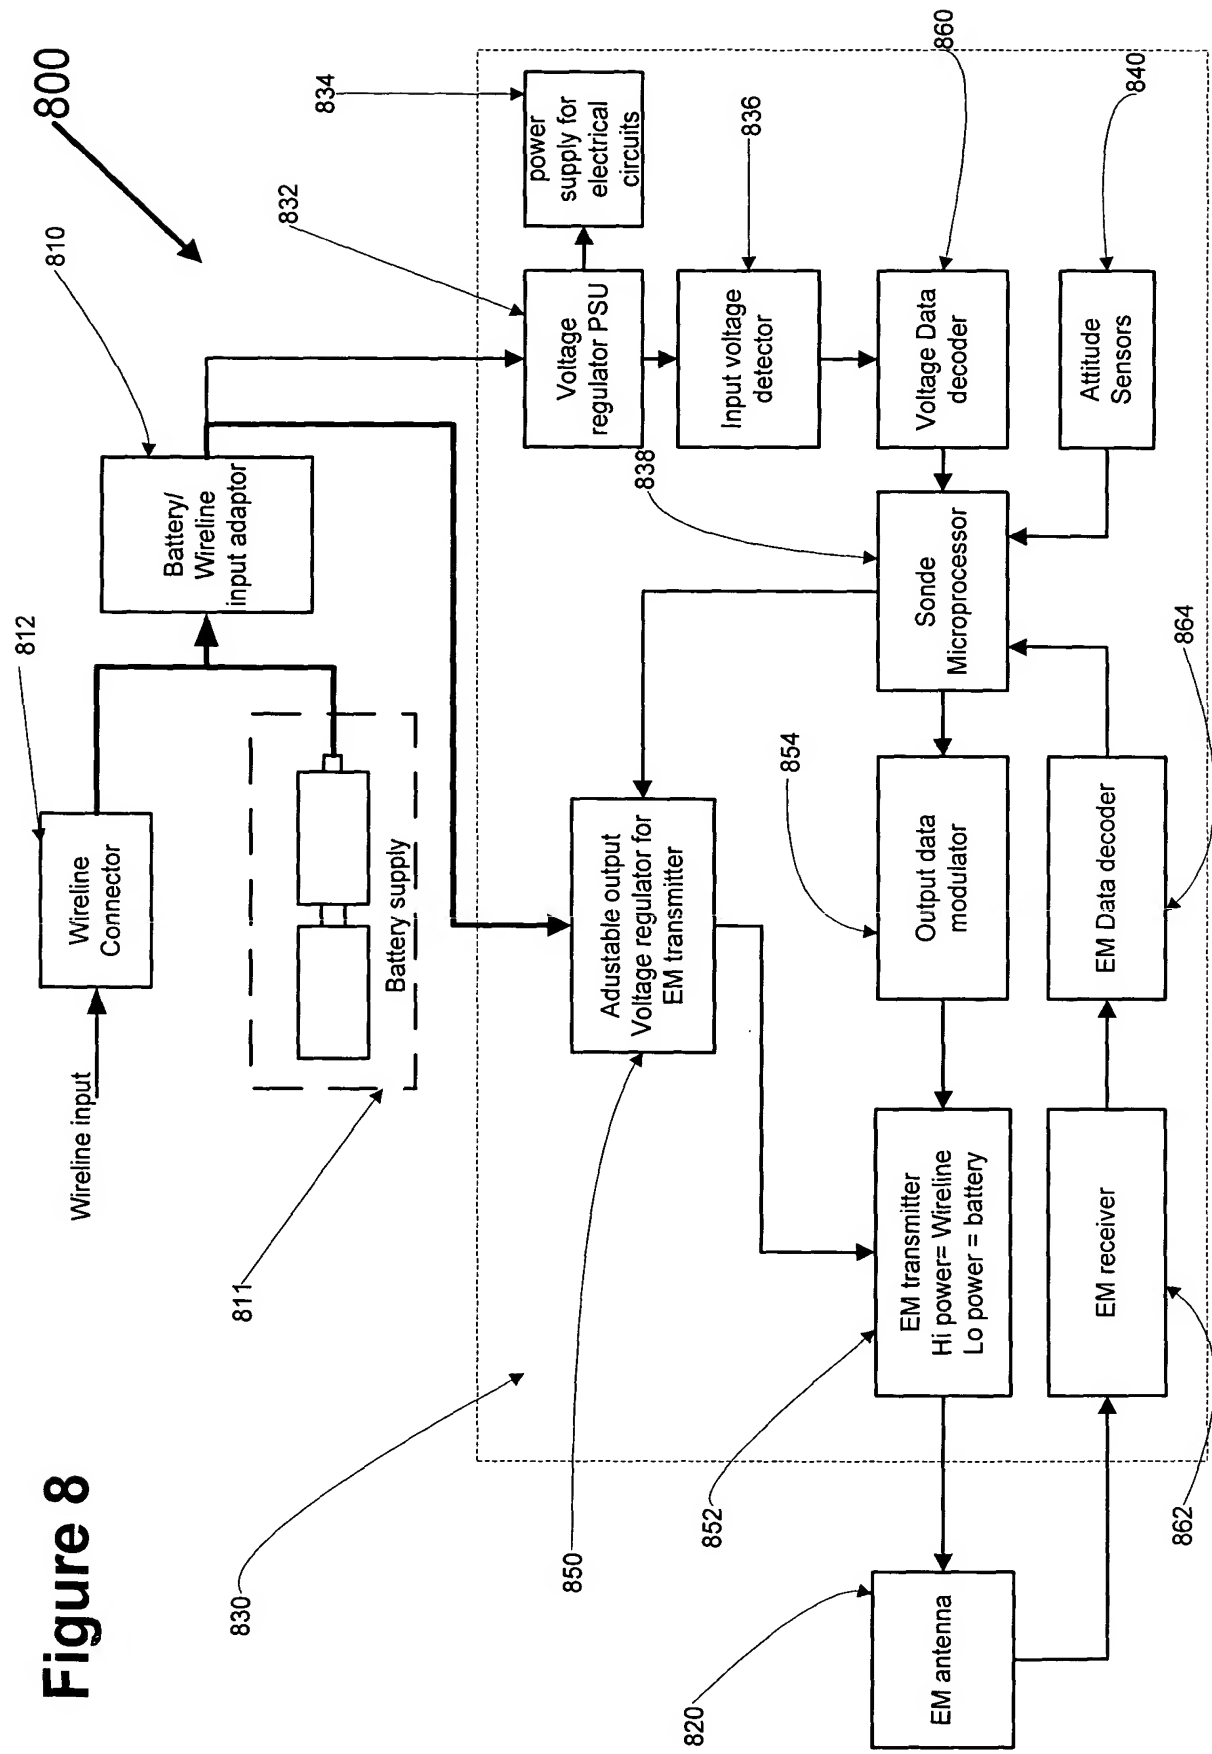 Figure 8
800
Wireline input
812
Wireline
Connector
810
Battery/
Wireline
input adaptor
811
Battery supply
830
832
Voltage
regulator PSU
834
power
supply for
electrical
circuits
836
Input voltage
detector
860
Voltage Data
decoder
840
Attitude
Sensors
838
Sonde
Microprocessor
850
Adustable output
Voltage regulator for
EM transmitter
854
Output data
modulator
864
EM Data decoder
852
EM transmitter
Hi power= Wireline
Lo power = battery
862
EM receiver
820
EM antenna